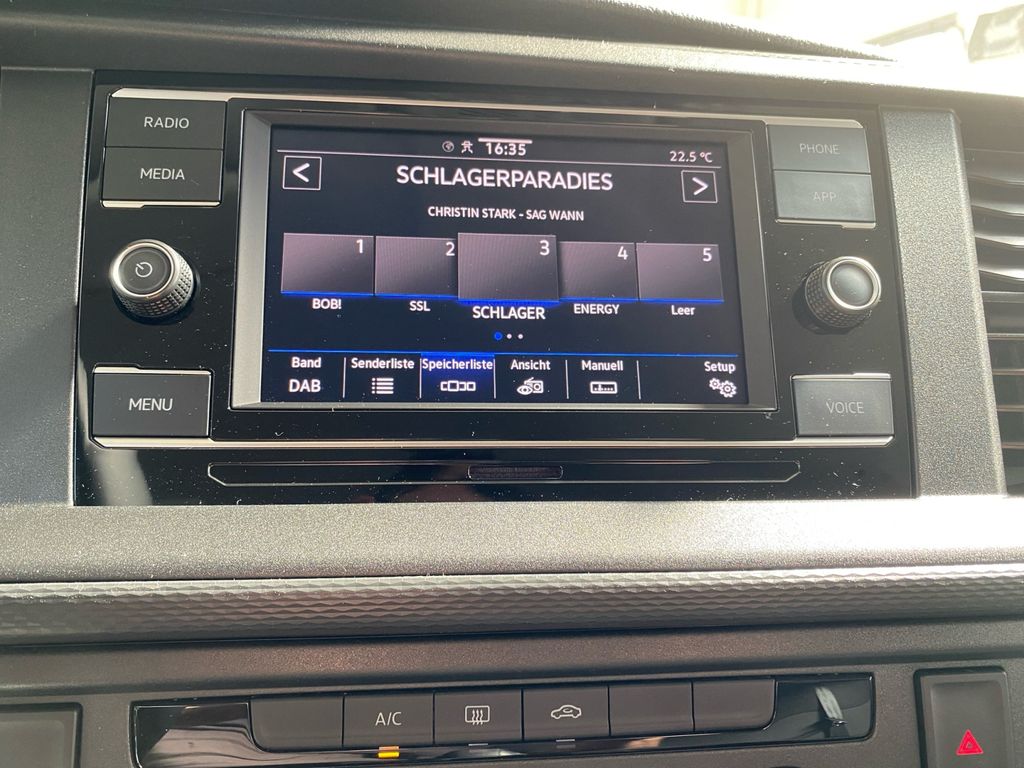 RADIO
MEDIA
MENU
PHONE
APP
VOICE
16:35
22.5 °C
<
SCHLAGERPARADIES
>
CHRISTIN STARK - SAG WANN
1 2 3 4 5
BOB! SSL SCHLAGER ENERGY Leer
Band Senderliste Speicherliste Ansicht Manuell Setup
DAB
A/C